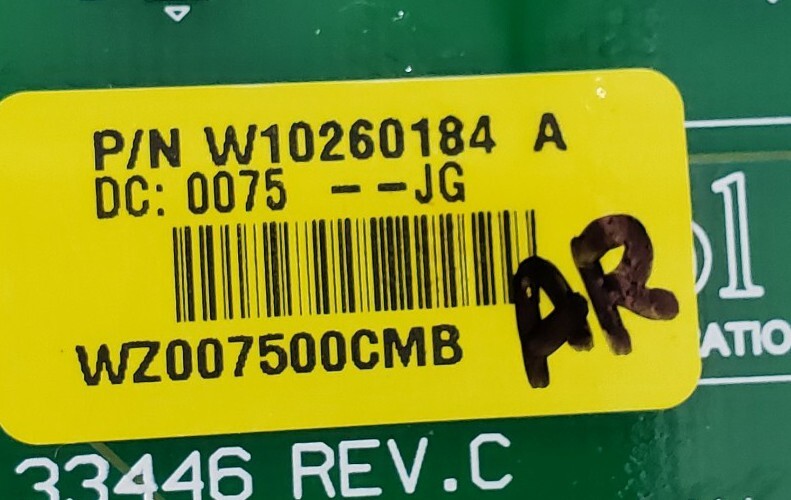 P/N W10260184 A
DC: 0075 --JG
WZ007500CMB
AR
33446 REV.C